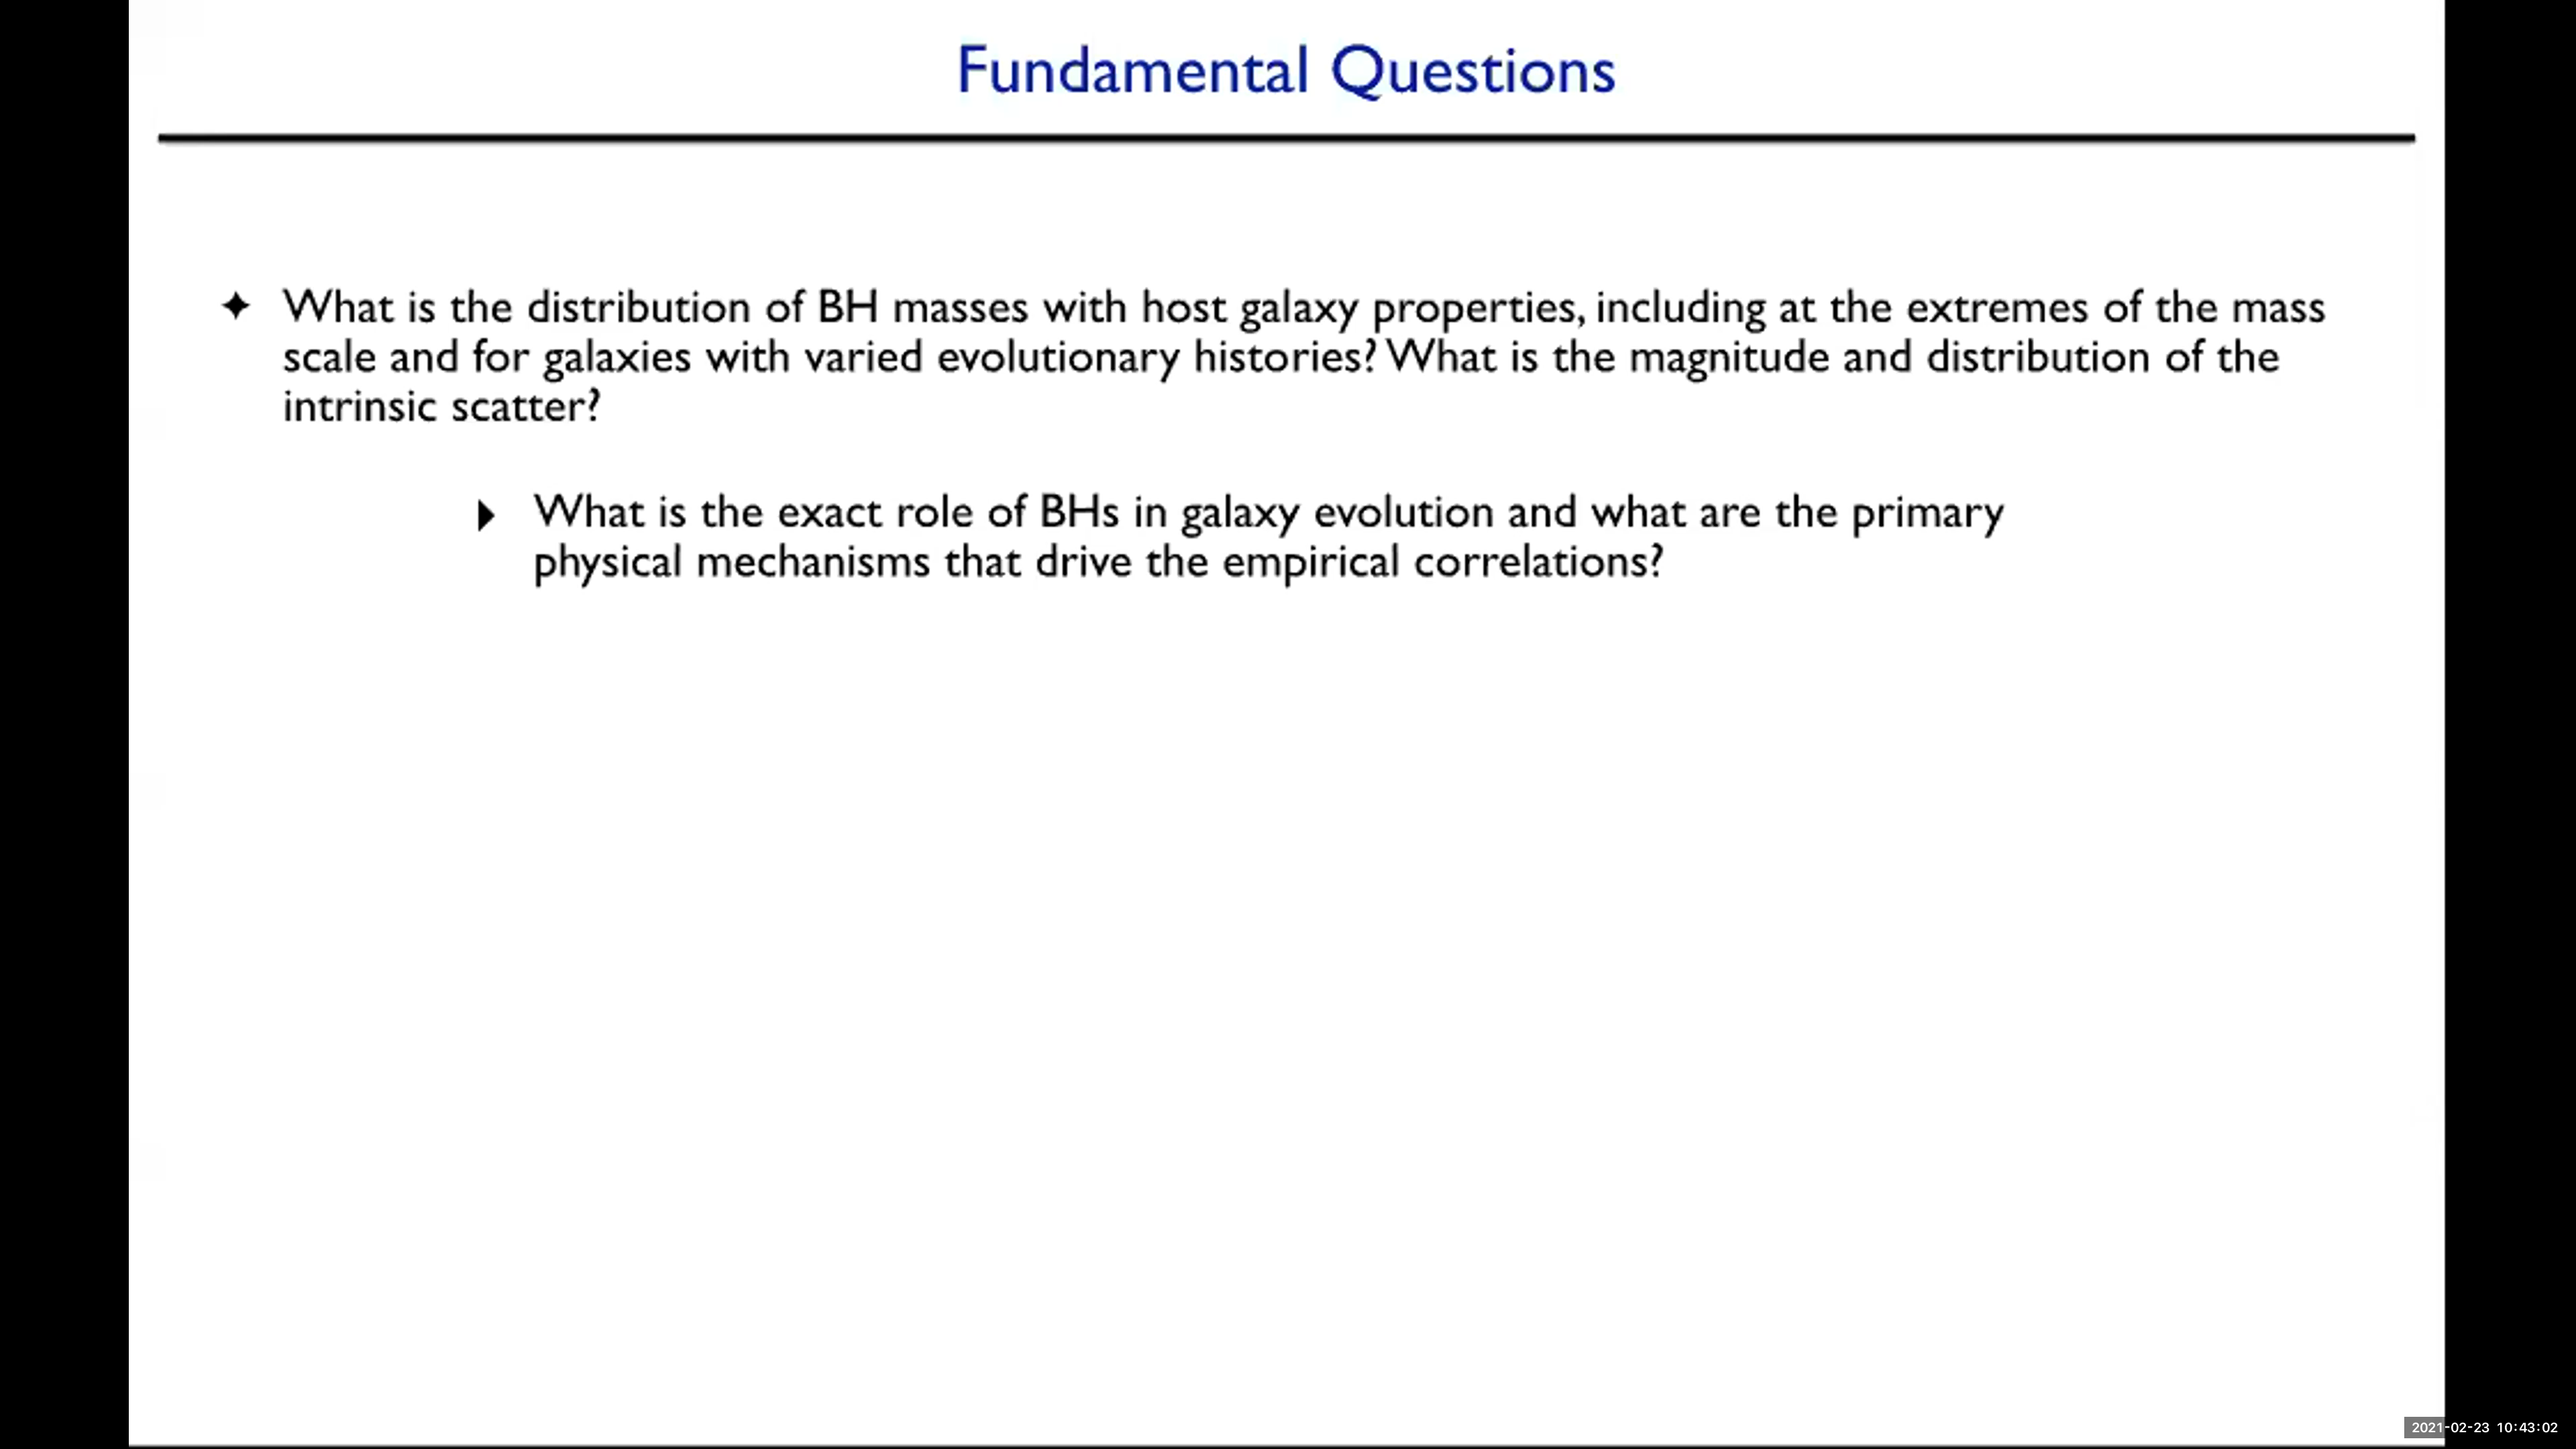 Fundamental Questions
What is the distribution of BH masses with host galaxy properties, including at the extremes of the mass
scale and for galaxies with varied evolutionary histories? What is the magnitude and distribution of the
intrinsic scatter?
What is the exact role of BHs in galaxy evolution and what are the primary
physical mechanisms that drive the empirical correlations?
2021-02-23 10:43:02